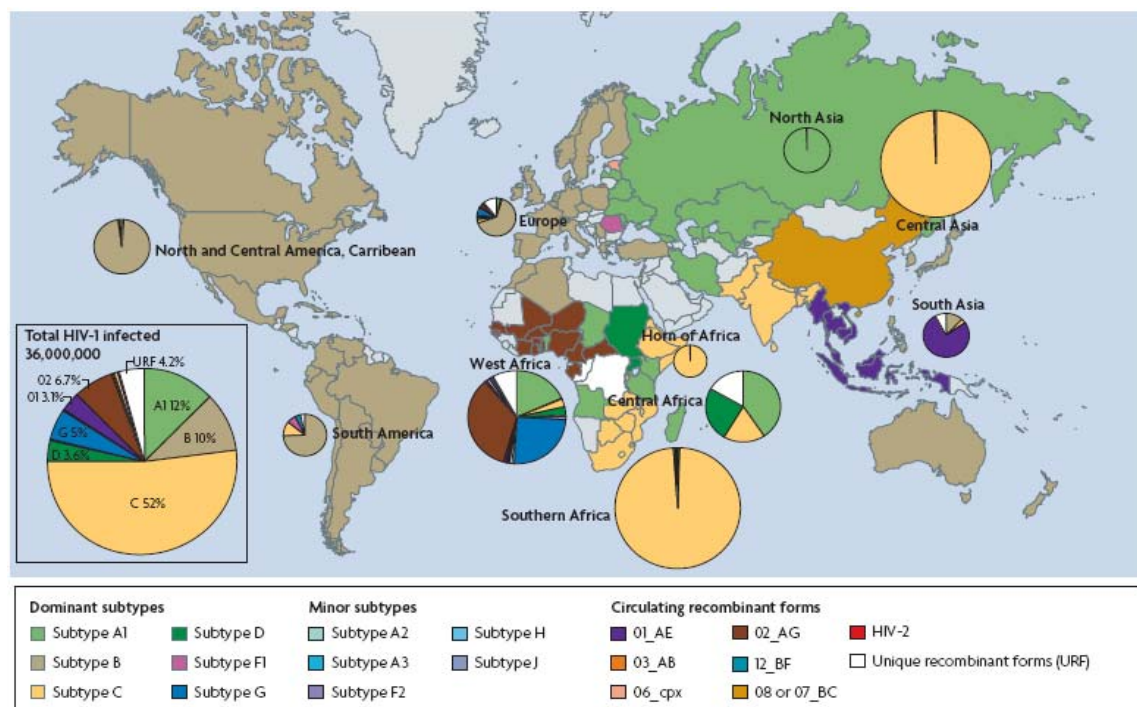 North Asia
Central Asia
Europe
North and Central America, Carribean
South Asia
Horn of Africa
West Africa
Central Africa
South America
Southern Africa
Total HIV-1 infected
36,000,000
URF 4.2%
02 6.7%
01 3.1%
A1 12%
G 5%
B 10%
D 3.6%
C 52%
Dominant subtypes
Subtype A1
Subtype B
Subtype C
Subtype D
Subtype F1
Subtype G
Minor subtypes
Subtype A2
Subtype A3
Subtype F2
Subtype H
Subtype J
Circulating recombinant forms
01_AE
03_AB
06_cpx
02_AG
12_BF
08 or 07_BC
HIV-2
Unique recombinant forms (URF)